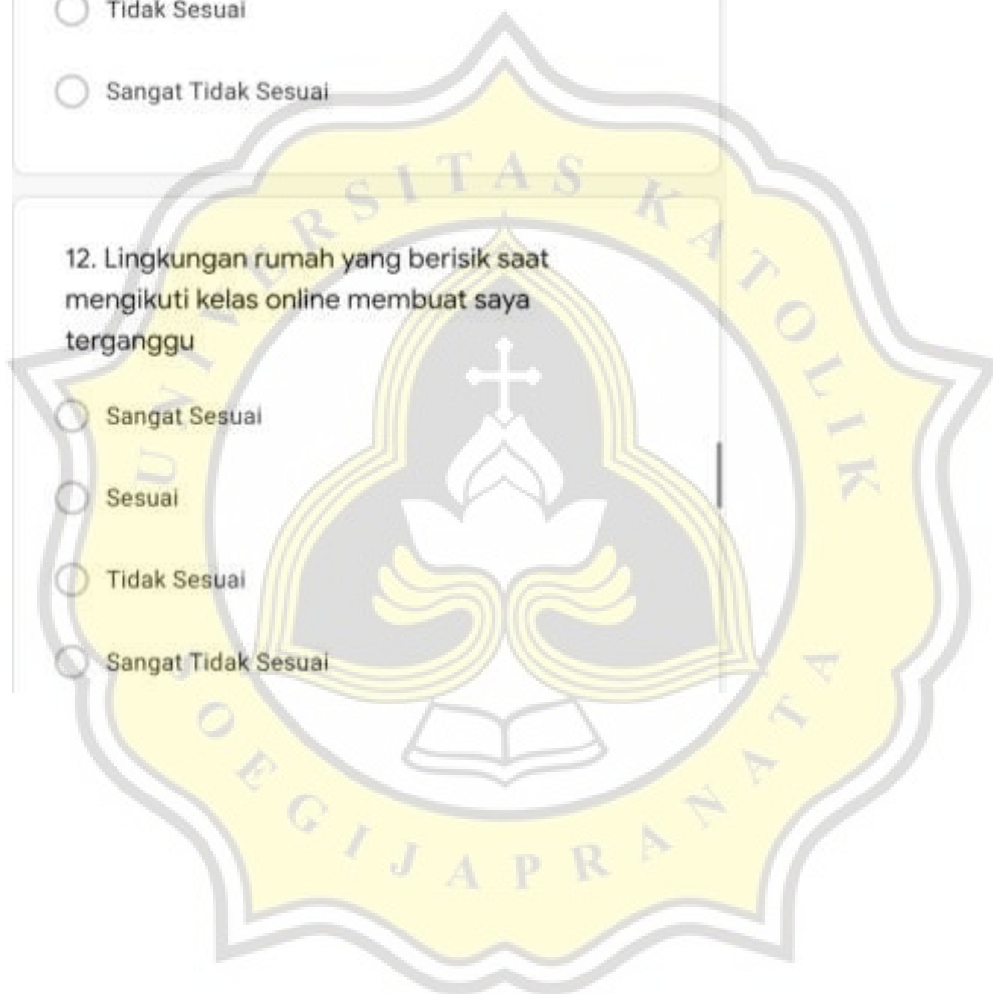 Tidak Sesuai
Sangat Tidak Sesuai
12. Lingkungan rumah yang berisik saat
mengikuti kelas online membuat saya
terganggu
Sangat Sesuai
Sesuai
Tidak Sesuai
Sangat Tidak Sesuai
UNIVERSITAS KATOLIK
SOEGIJAPRANATA